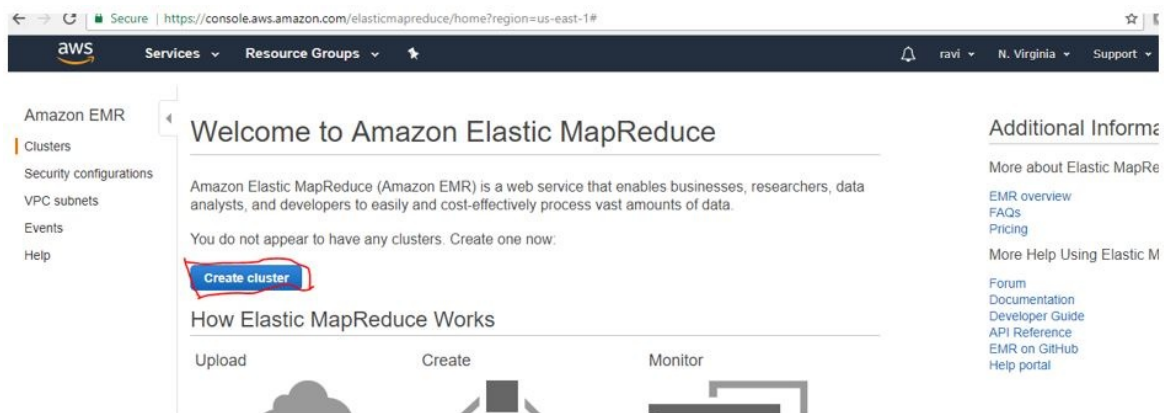 Secure | https://console.aws.amazon.com/elasticmapreduce/home?region=us-east-1#
aws Services Resource Groups ravi N. Virginia Support
Amazon EMR
Clusters
Security configurations
VPC subnets
Events
Help
Welcome to Amazon Elastic MapReduce
Amazon Elastic MapReduce (Amazon EMR) is a web service that enables businesses, researchers, data
analysts, and developers to easily and cost-effectively process vast amounts of data.
You do not appear to have any clusters. Create one now:
Create cluster
How Elastic MapReduce Works
Upload Create Monitor
Additional Informa
More about Elastic MapRe
EMR overview
FAQs
Pricing
More Help Using Elastic M
Forum
Documentation
Developer Guide
API Reference
EMR on GitHub
Help portal